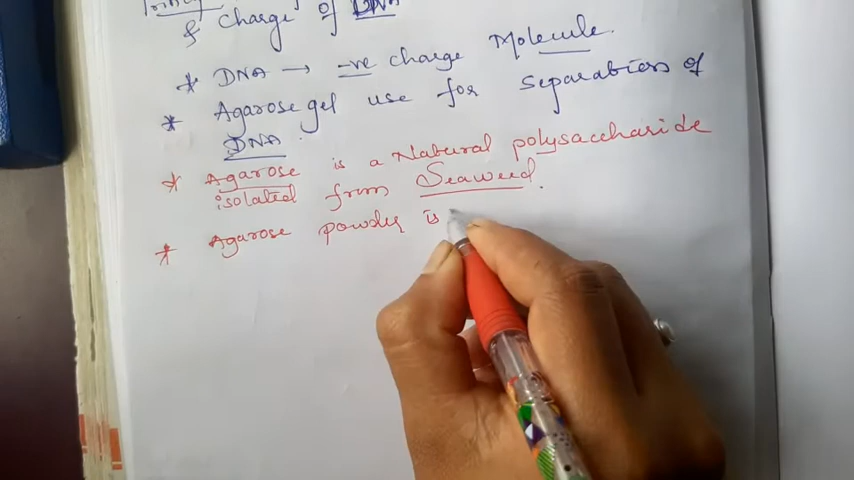 & Charge of DNA
* DNA → -ve charge Molecule.
* Agarose gel use for separation of
DNA.
* Agarose is a Natural polysaccharide
isolated from Seaweed.
* Agarose powder is